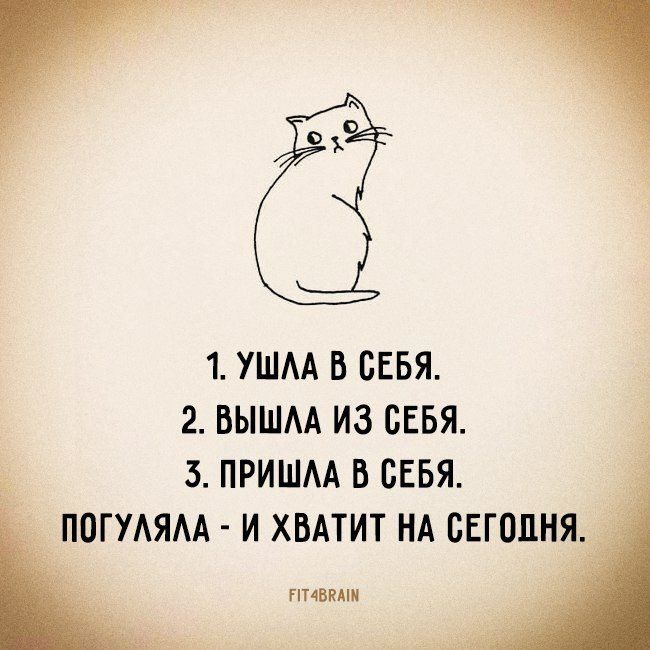 1. УШЛА В СЕБЯ.
2. ВЫШЛА ИЗ СЕБЯ.
3. ПРИШЛА В СЕБЯ.
ПОГУЛЯЛА - И ХВАТИТ НА СЕГОДНЯ.
FIT4BRAIN